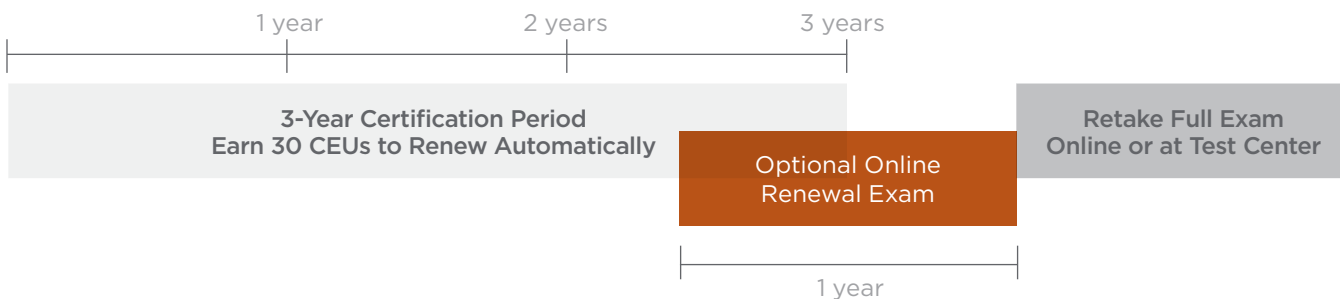 1 year
2 years
3 years
3-Year Certification Period
Earn 30 CEUs to Renew Automatically
Optional Online
Renewal Exam
Retake Full Exam
Online or at Test Center
1 year